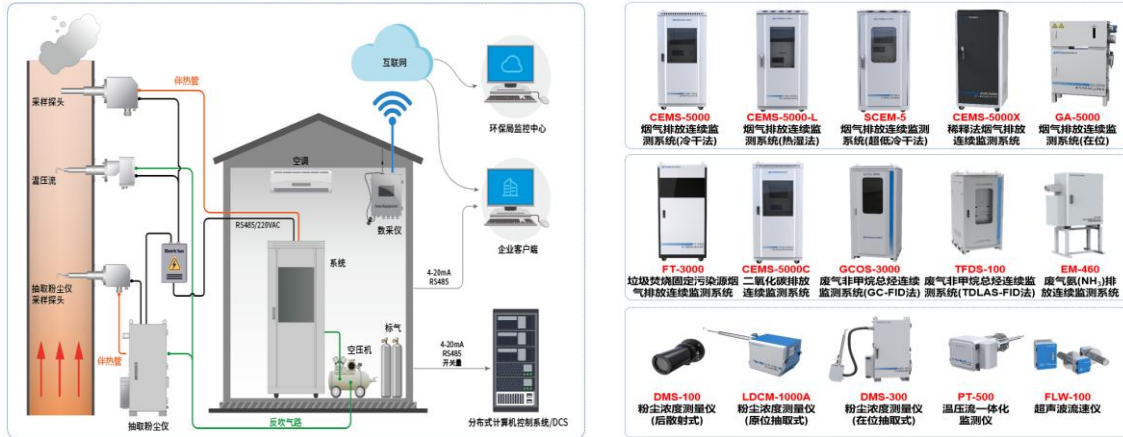 采样探头
伴热管
温压流
抽取粉尘仪
采样探头
伴热管
抽取粉尘仪
反吹气路
RS485/220VAC
空调
数采仪
系统
空压机
标气
互联网
环保局监控中心
企业客户端
4-20mA
RS485
4-20mA
RS485
开关量
分布式计算机控制系统/DCS
CEMS-5000
烟气排放连续监
测系统(冷干法)
CEMS-5000-L
烟气排放连续监
测系统(热湿法)
SCEM-5
烟气排放连续监测
系统(超低冷干法)
CEMS-5000X
稀释法烟气排放
连续监测系统
GA-5000
烟气排放连续监
测系统(在位)
FT-3000
垃圾焚烧固定污染源烟
气排放连续监测系统
CEMS-5000C
二氧化碳排放
连续监测系统
GCOS-3000
废气非甲烷总烃连续
监测系统(GC-FID法)
TFDS-100
废气非甲烷总烃连续监
测系统(TDLAS-FID法)
EM-460
废气氨(NH₃)排
放连续监测系统
DMS-100
粉尘浓度测量仪
(后散射式)
LDCM-1000A
粉尘浓度测量仪
(原位抽取式)
DMS-300
粉尘浓度测量仪
(在位抽取式)
PT-500
温压流一体化
监测仪
FLW-100
超声波流速仪